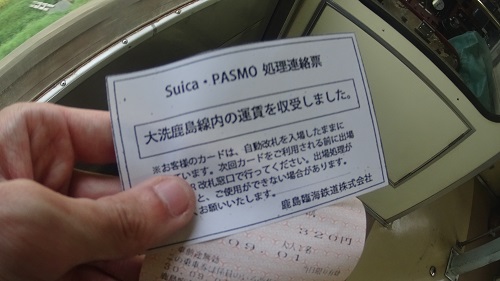 Suica・PASMO 処理連絡票
大洗鹿島線内の運賃を収受しました。
※お客様のカードは、自動改札を入場したままに
ています。次回カードをご利用される前に出場
改札窓口で行ってください。出場処理が
と、ご使用ができない場合があります。
お願いいたします。
鹿島臨海鉄道株式会社
320円